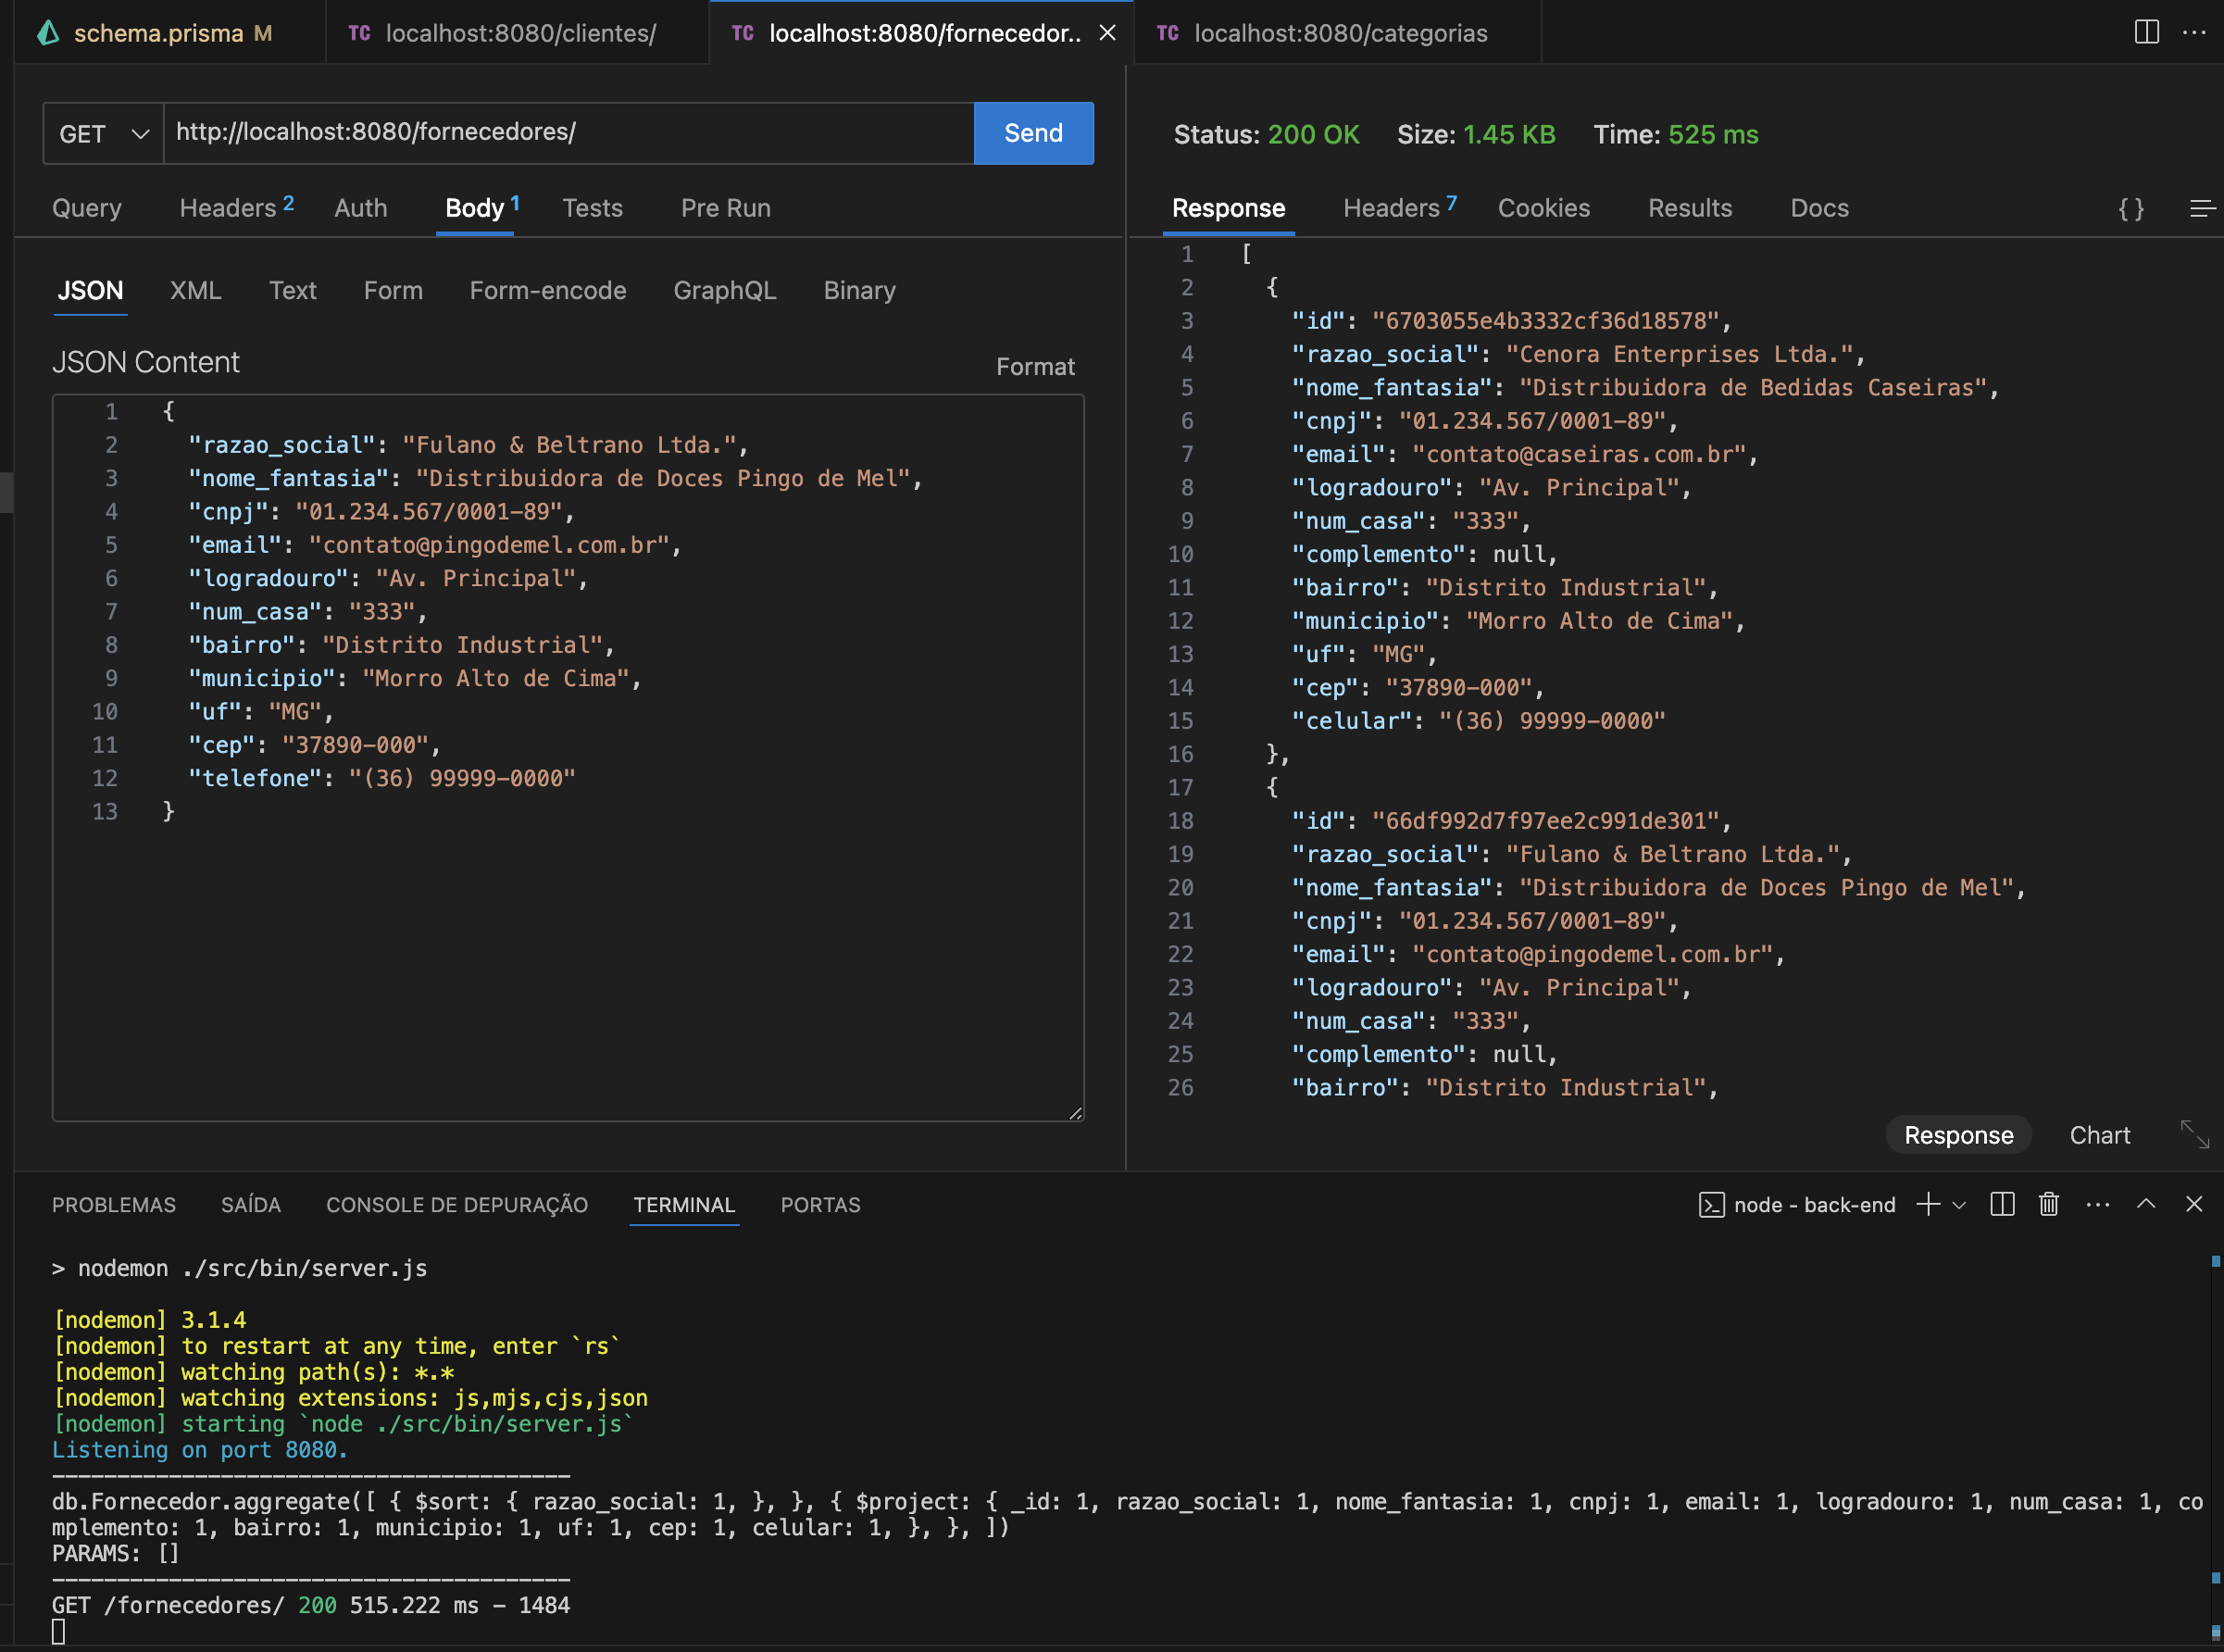 schema.prisma M
TC localhost:8080/clientes/
TC localhost:8080/fornecedor..
TC localhost:8080/categorias
GET http://localhost:8080/fornecedores/ Send
Query Headers 2 Auth Body 1 Tests Pre Run
JSON XML Text Form Form-encode GraphQL Binary
JSON Content Format
1 {
2 "razao_social": "Fulano & Beltrano Ltda.",
3 "nome_fantasia": "Distribuidora de Doces Pingo de Mel",
4 "cnpj": "01.234.567/0001-89",
5 "email": "contato@pingodemel.com.br",
6 "logradouro": "Av. Principal",
7 "num_casa": "333",
8 "bairro": "Distrito Industrial",
9 "municipio": "Morro Alto de Cima",
10 "uf": "MG",
11 "cep": "37890-000",
12 "telefone": "(36) 99999-0000"
13 }
Status: 200 OK Size: 1.45 KB Time: 525 ms
Response Headers 7 Cookies Results Docs { }
1 [
2 {
3 "id": "6703055e4b3332cf36d18578",
4 "razao_social": "Cenora Enterprises Ltda.",
5 "nome_fantasia": "Distribuidora de Bedidas Caseiras",
6 "cnpj": "01.234.567/0001-89",
7 "email": "contato@caseiras.com.br",
8 "logradouro": "Av. Principal",
9 "num_casa": "333",
10 "complemento": null,
11 "bairro": "Distrito Industrial",
12 "municipio": "Morro Alto de Cima",
13 "uf": "MG",
14 "cep": "37890-000",
15 "celular": "(36) 99999-0000"
16 },
17 {
18 "id": "66df992d7f97ee2c991de301",
19 "razao_social": "Fulano & Beltrano Ltda.",
20 "nome_fantasia": "Distribuidora de Doces Pingo de Mel",
21 "cnpj": "01.234.567/0001-89",
22 "email": "contato@pingodemel.com.br",
23 "logradouro": "Av. Principal",
24 "num_casa": "333",
25 "complemento": null,
26 "bairro": "Distrito Industrial",
Response Chart
PROBLEMAS SAÍDA CONSOLE DE DEPURAÇÃO TERMINAL PORTAS
node - back-end
> nodemon ./src/bin/server.js
[nodemon] 3.1.4
[nodemon] to restart at any time, enter `rs`
[nodemon] watching path(s): *.*
[nodemon] watching extensions: js,mjs,cjs,json
[nodemon] starting `node ./src/bin/server.js`
Listening on port 8080.
----------------------------------------
db.Fornecedor.aggregate([ { $sort: { razao_social: 1, }, }, { $project: { _id: 1, razao_social: 1, nome_fantasia: 1, cnpj: 1, email: 1, logradouro: 1, num_casa: 1, co
mplemento: 1, bairro: 1, municipio: 1, uf: 1, cep: 1, celular: 1, }, }, ])
PARAMS: []
----------------------------------------
GET /fornecedores/ 200 515.222 ms - 1484